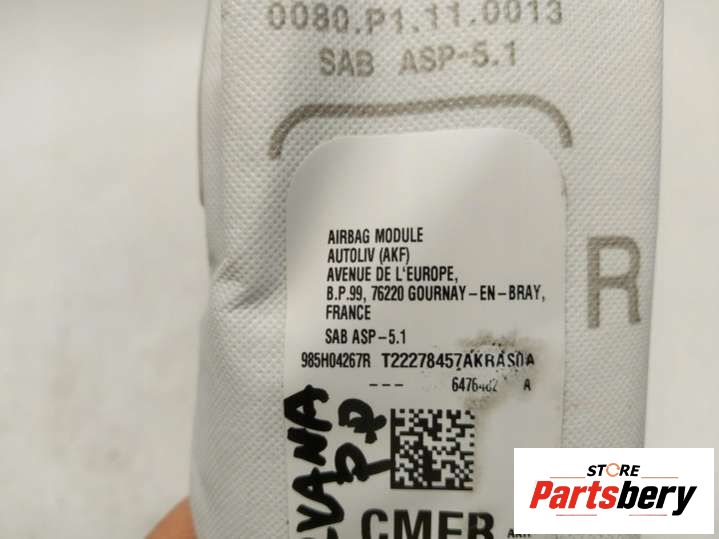 0080.P1.11.0013
SAB ASP-5.1
R
AIRBAG MODULE
AUTOLIV (AKF)
AVENUE DE L'EUROPE,
B.P.99, 76220 GOURNAY-EN-BRAY,
FRANCE
SAB ASP-5.1
985H04267R T22278457AKRAS0A
--- A
STORE
Partsbery